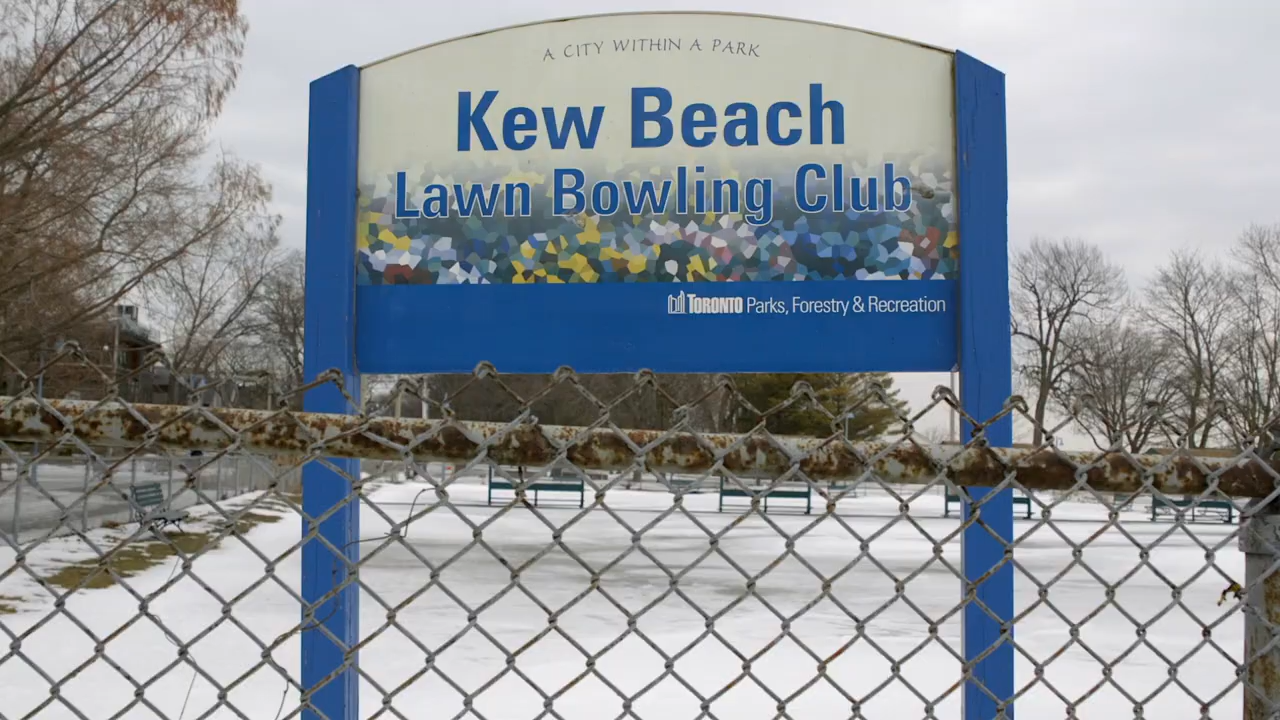 A CITY WITHIN A PARK
Kew Beach
Lawn Bowling Club
TORONTO Parks, Forestry & Recreation